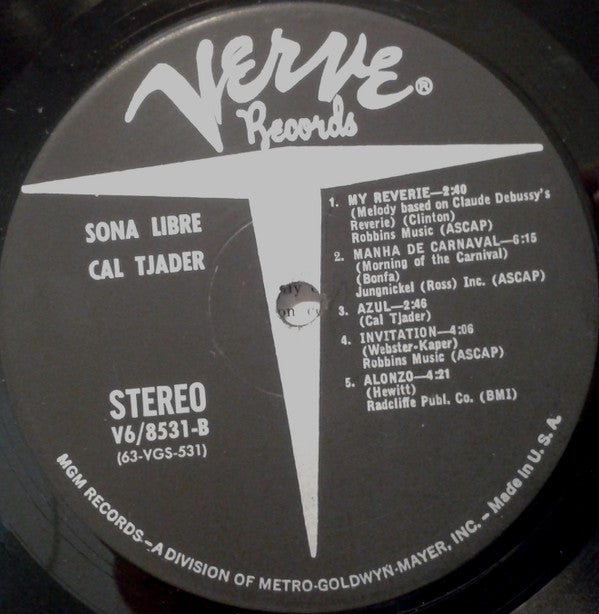 VERVE®
Records
SONA LIBRE
CAL TJADER
STEREO
V6/8531-B
(63-VGS-531)
1. MY REVERIE—2:40
(Melody based on Claude Debussy's
Reverie) (Clinton)
Robbins Music (ASCAP)
2. MANHA DE CARNAVAL—6:15
(Morning of the Carnival)
(Bonfa)
Jungnickel (Ross) Inc. (ASCAP)
3. AZUL—2:46
(Cal Tjader)
4. INVITATION—4:06
(Webster-Kaper)
Robbins Music (ASCAP)
5. ALONZO—4:21
(Hewitt)
Radcliffe Publ. Co. (BMI)
MGM RECORDS—A DIVISION OF METRO-GOLDWYN-MAYER, INC. — Made in U. S. A.